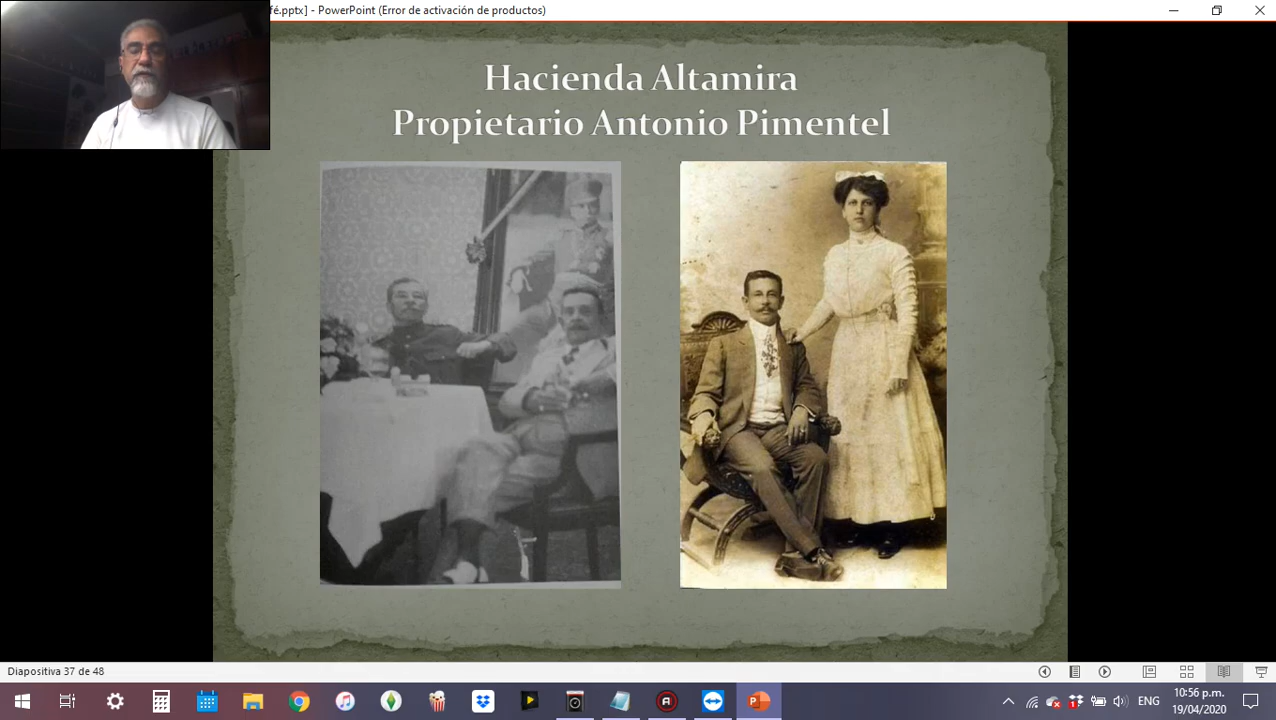 fé.pptx] - PowerPoint (Error de activación de productos)
Hacienda Altamira
Propietario Antonio Pimentel
Diapositiva 37 de 48
ENG
10:56 p.m.
19/04/2020